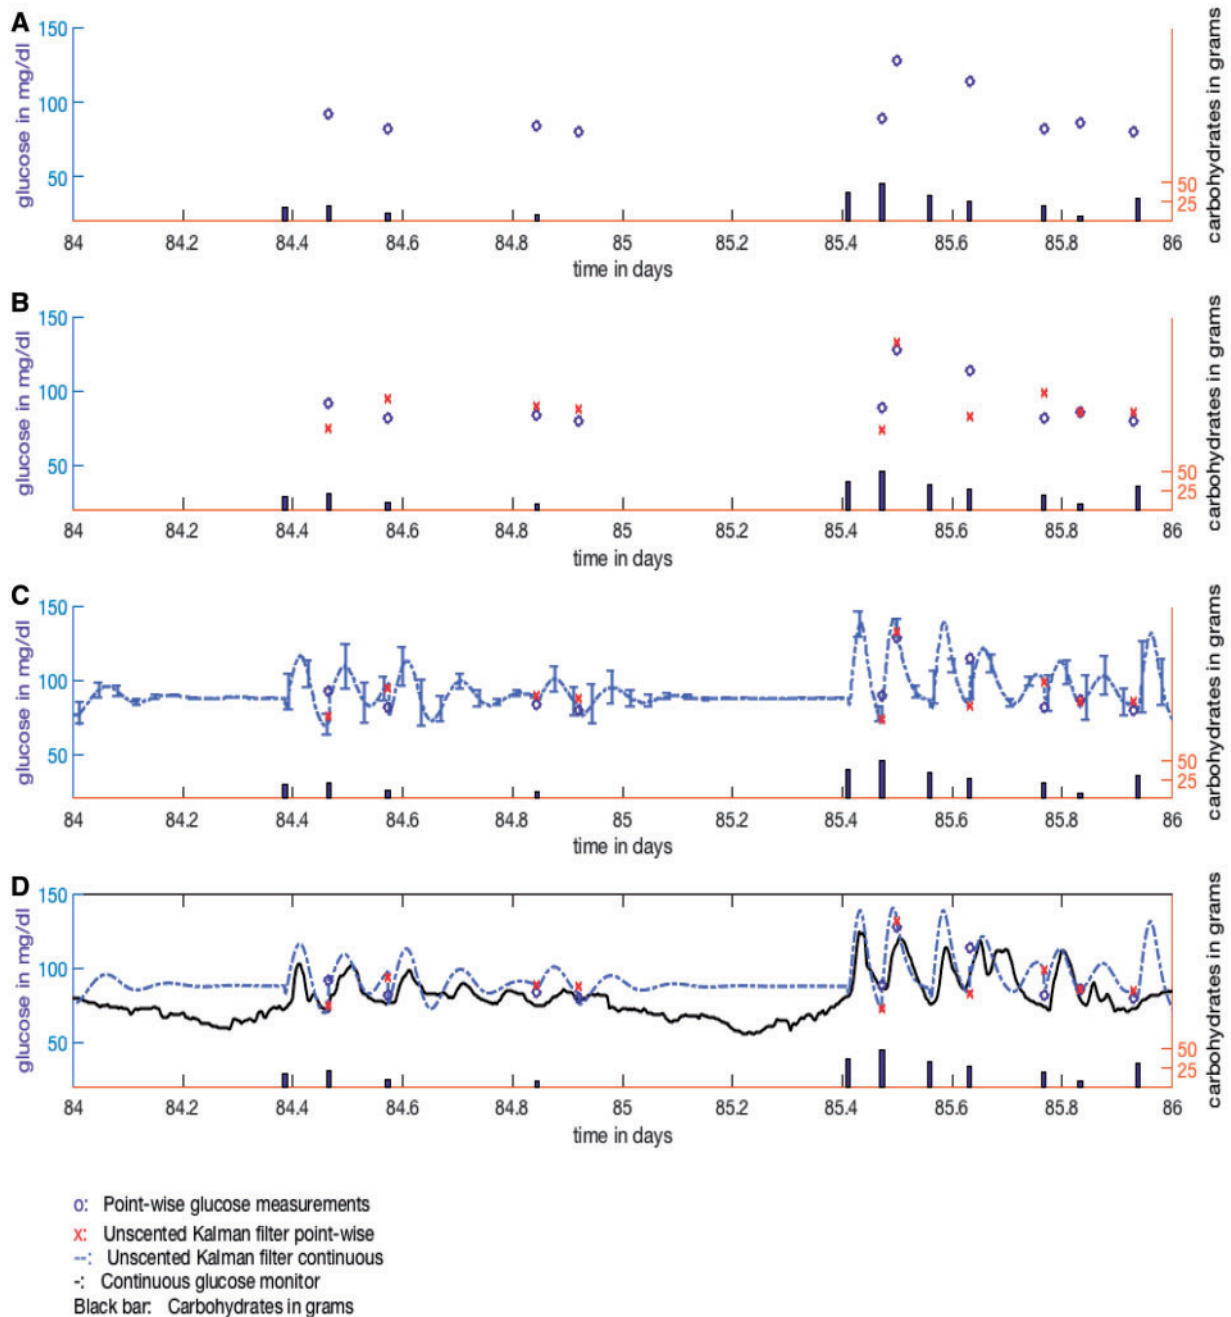 A
glucose in mg/dl
150
100
50
50
25
carbohydrates in grams
84 84.2 84.4 84.6 84.8 85 85.2 85.4 85.6 85.8 86
time in days
B
glucose in mg/dl
150
100
50
50
25
carbohydrates in grams
84 84.2 84.4 84.6 84.8 85 85.2 85.4 85.6 85.8 86
time in days
C
glucose in mg/dl
150
100
50
50
25
carbohydrates in grams
84 84.2 84.4 84.6 84.8 85 85.2 85.4 85.6 85.8 86
time in days
D
glucose in mg/dl
150
100
50
50
25
carbohydrates in grams
84 84.2 84.4 84.6 84.8 85 85.2 85.4 85.6 85.8 86
time in days
o: Point-wise glucose measurements
x: Unscented Kalman filter point-wise
--: Unscented Kalman filter continuous
-: Continuous glucose monitor
Black bar: Carbohydrates in grams